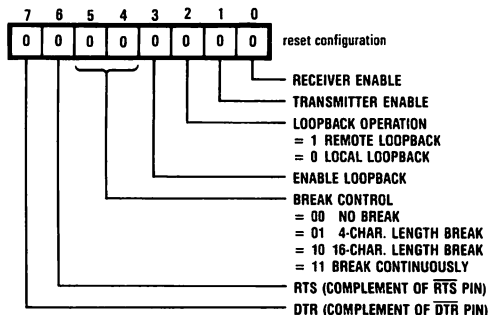 7 6 5 4 3 2 1 0
0 0 0 0 0 0 0 0 reset configuration
RECEIVER ENABLE
TRANSMITTER ENABLE
LOOPBACK OPERATION
= 1 REMOTE LOOPBACK
= 0 LOCAL LOOPBACK
ENABLE LOOPBACK
BREAK CONTROL
= 00 NO BREAK
= 01 4-CHAR. LENGTH BREAK
= 10 16-CHAR. LENGTH BREAK
= 11 BREAK CONTINUOUSLY
RTS (COMPLEMENT OF R̅T̅S̅ PIN)
DTR (COMPLEMENT OF D̅T̅R̅ PIN)